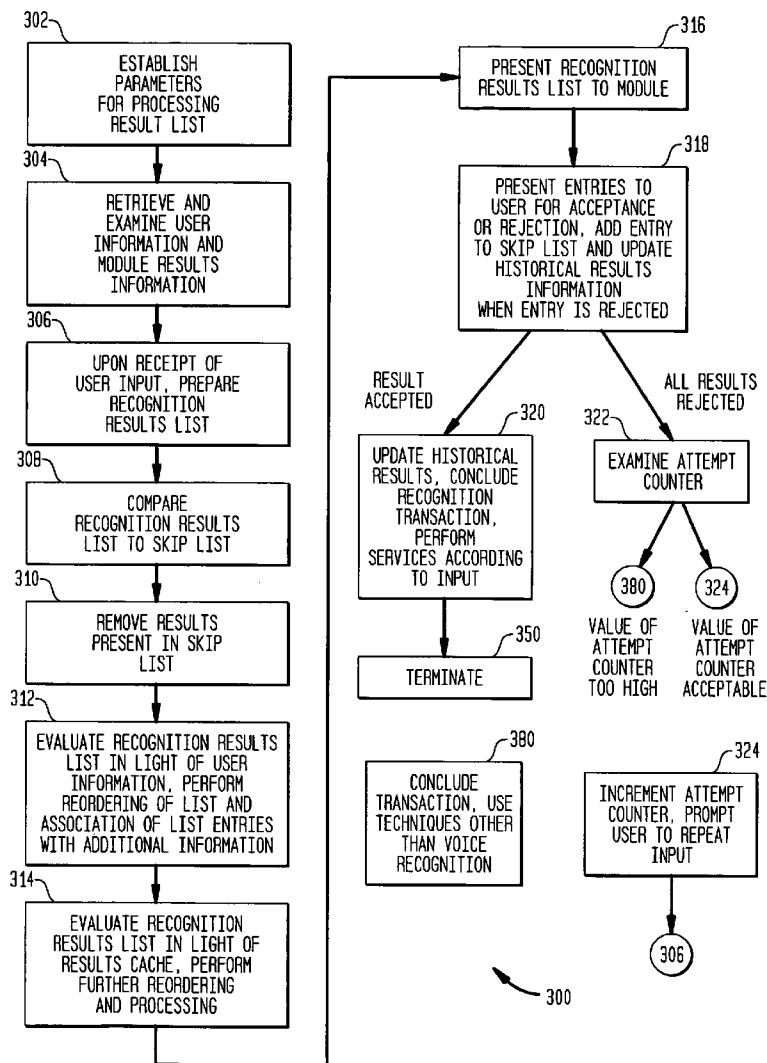 302
ESTABLISH
PARAMETERS
FOR PROCESSING
RESULT LIST
304
RETRIEVE AND
EXAMINE USER
INFORMATION AND
MODULE RESULTS
INFORMATION
306
UPON RECEIPT OF
USER INPUT, PREPARE
RECOGNITION
RESULTS LIST
308
COMPARE
RECOGNITION RESULTS
LIST TO SKIP LIST
310
REMOVE RESULTS
PRESENT IN SKIP
LIST
312
EVALUATE RECOGNITION RESULTS
LIST IN LIGHT OF USER
INFORMATION, PERFORM
REORDERING OF LIST AND
ASSOCIATION OF LIST ENTRIES
WITH ADDITIONAL INFORMATION
314
EVALUATE RECOGNITION
RESULTS LIST IN LIGHT OF
RESULTS CACHE, PERFORM
FURTHER REORDERING
AND PROCESSING
316
PRESENT RECOGNITION
RESULTS LIST TO MODULE
318
PRESENT ENTRIES TO
USER FOR ACCEPTANCE
OR REJECTION, ADD ENTRY
TO SKIP LIST AND UPDATE
HISTORICAL RESULTS
INFORMATION
WHEN ENTRY IS REJECTED
RESULT
ACCEPTED
ALL RESULTS
REJECTED
320
UPDATE HISTORICAL
RESULTS, CONCLUDE
RECOGNITION
TRANSACTION,
PERFORM
SERVICES ACCORDING
TO INPUT
322
EXAMINE ATTEMPT
COUNTER
380
VALUE OF
ATTEMPT
COUNTER
TOO HIGH
324
VALUE OF
ATTEMPT
COUNTER
ACCEPTABLE
350
TERMINATE
380
CONCLUDE
TRANSACTION, USE
TECHNIQUES OTHER
THAN VOICE
RECOGNITION
324
INCREMENT ATTEMPT
COUNTER, PROMPT
USER TO REPEAT
INPUT
306
300